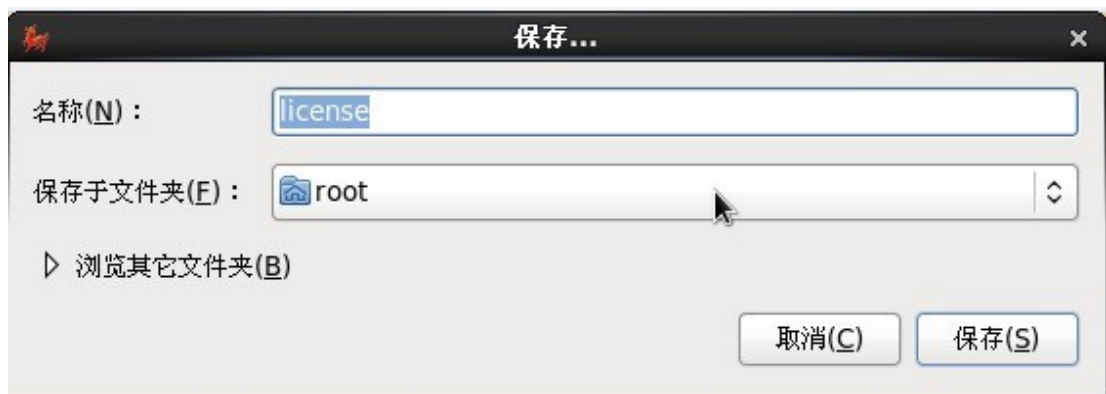 保存...
名称(N)：
license
保存于文件夹(F)：
root
浏览其它文件夹(B)
取消(C)
保存(S)